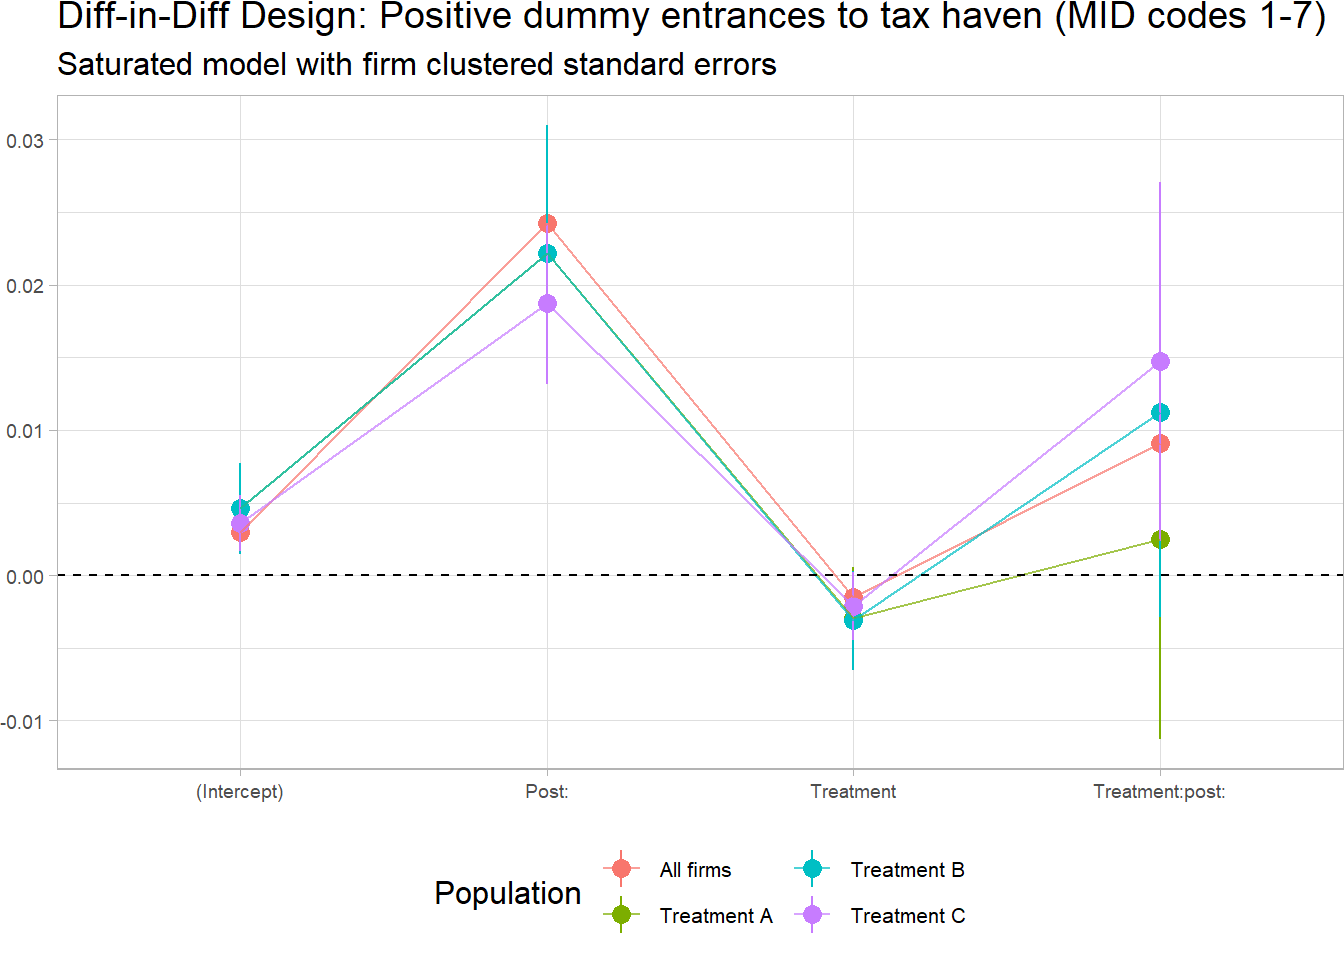 Diff-in-Diff Design: Positive dummy entrances to tax haven (MID codes 1-7)
Saturated model with firm clustered standard errors
0.03
0.02
0.01
0.00
-0.01
(Intercept) Post: Treatment Treatment:post:
Population
All firms Treatment B
Treatment A Treatment C